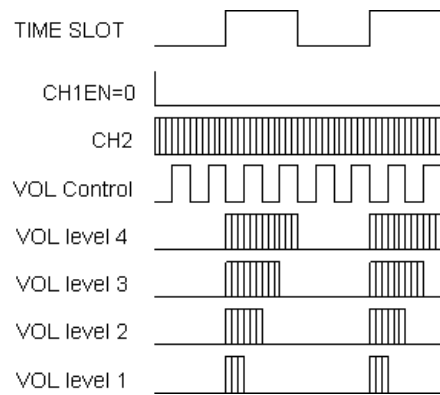 TIME SLOT
CH1EN=0
CH2
VOL Control
VOL level 4
VOL level 3
VOL level 2
VOL level 1